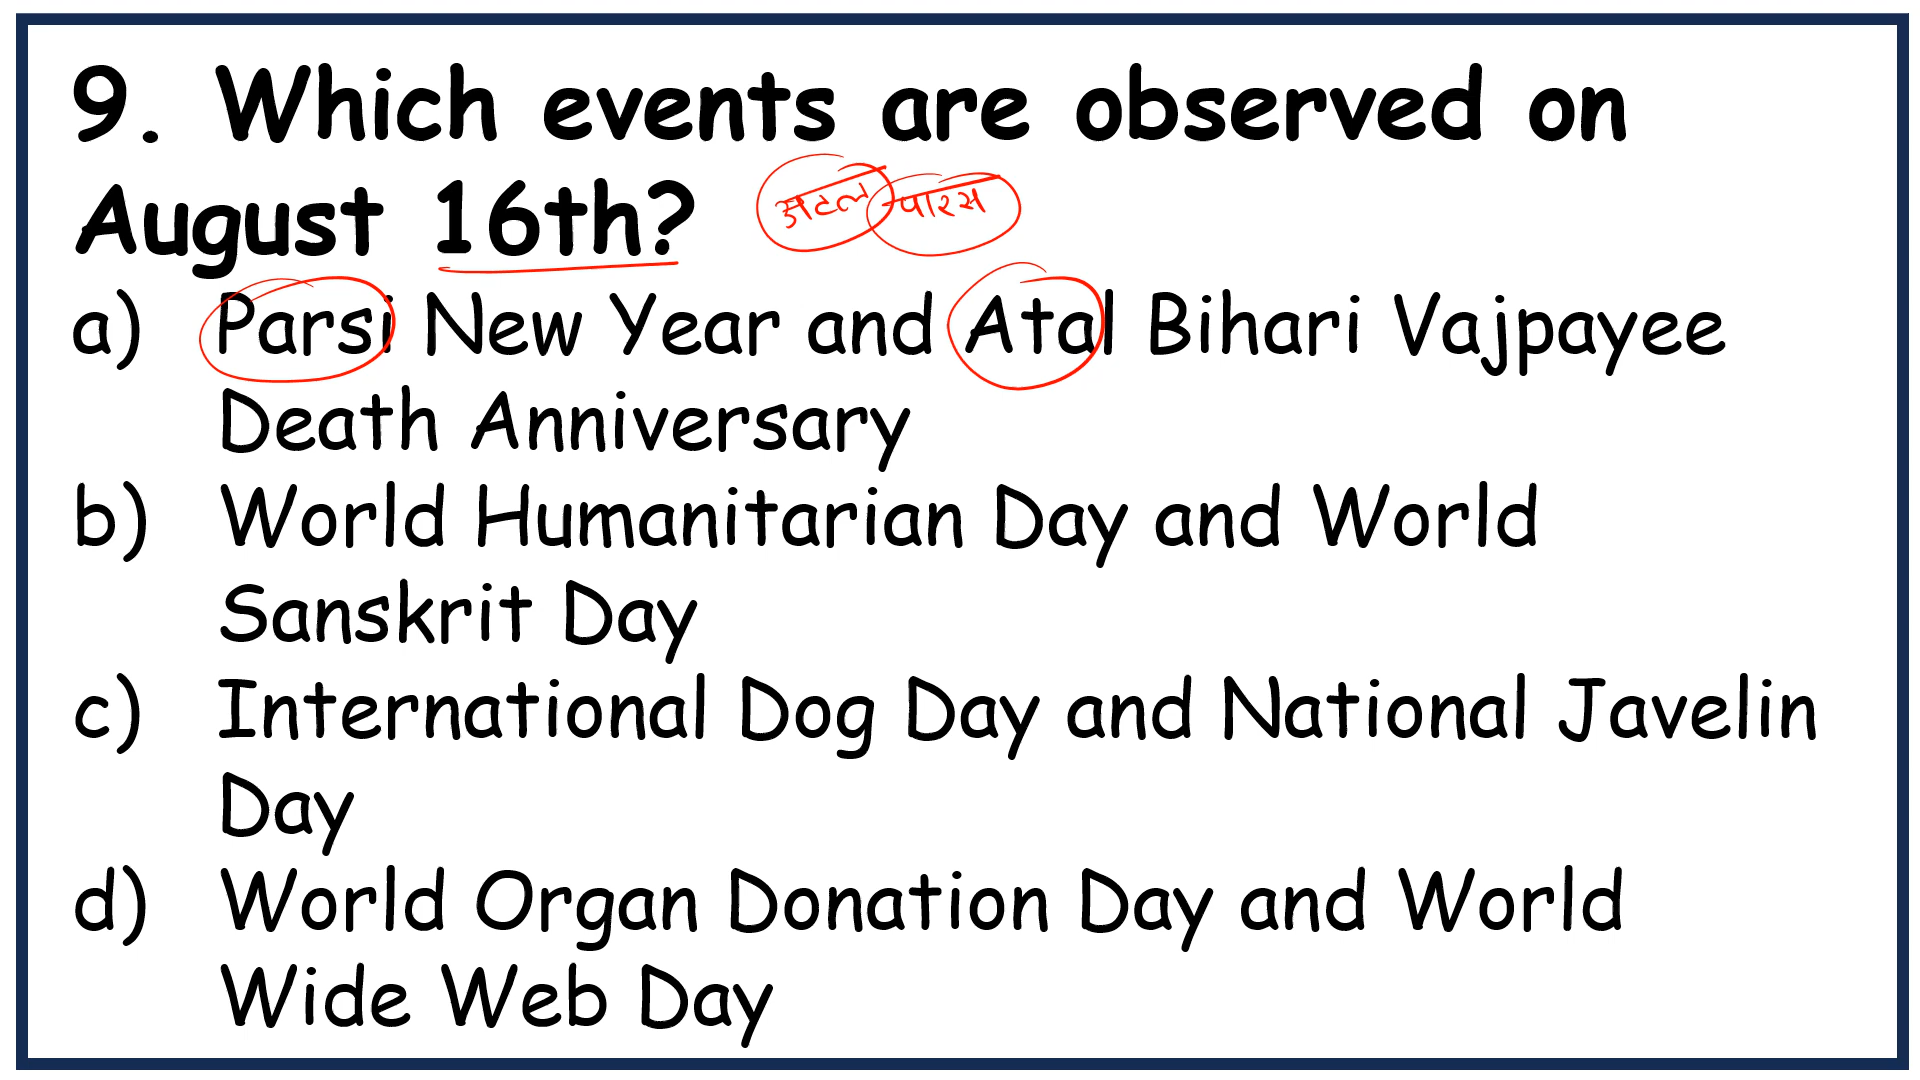 9. Which events are observed on
August 16th? अटल पारस
a) Parsi New Year and Atal Bihari Vajpayee
Death Anniversary
b) World Humanitarian Day and World
Sanskrit Day
c) International Dog Day and National Javelin
Day
d) World Organ Donation Day and World
Wide Web Day